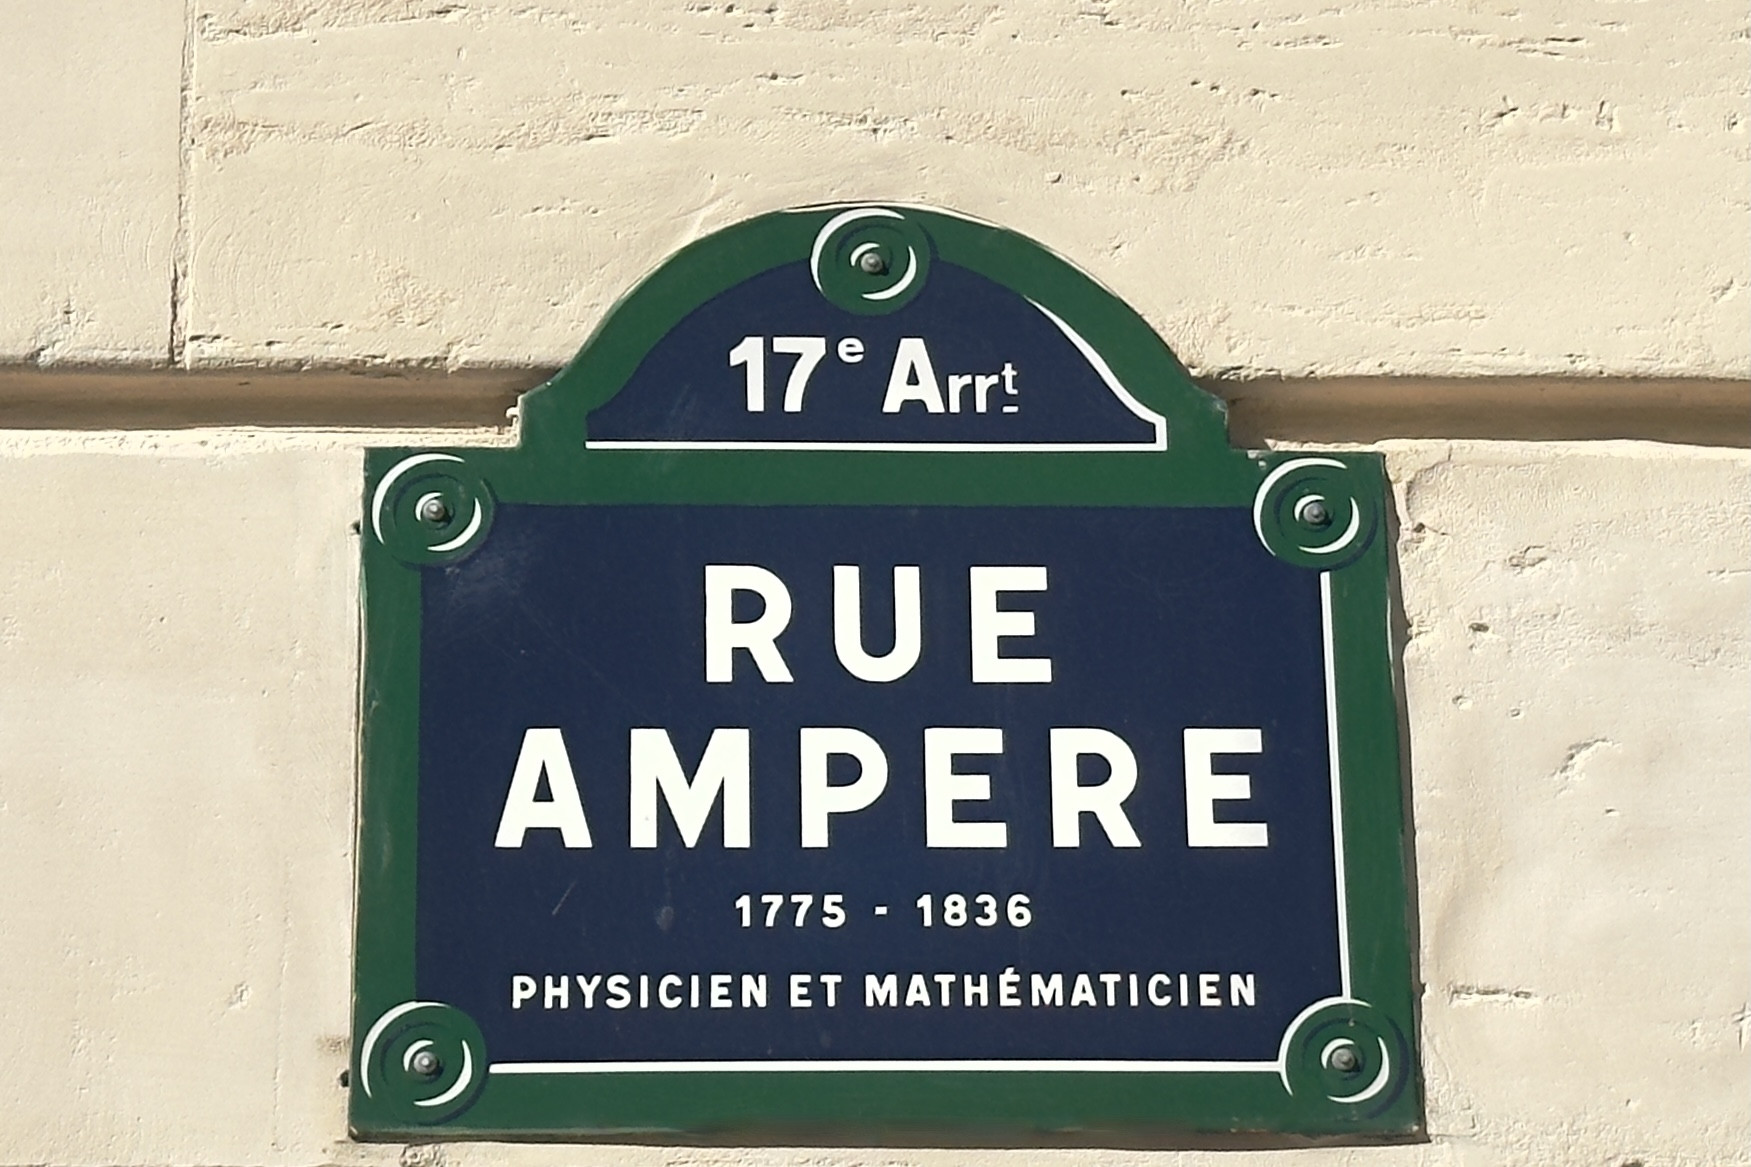 17e Arrt
RUE
AMPERE
1775 - 1836
PHYSICIEN ET MATHÉMATICIEN